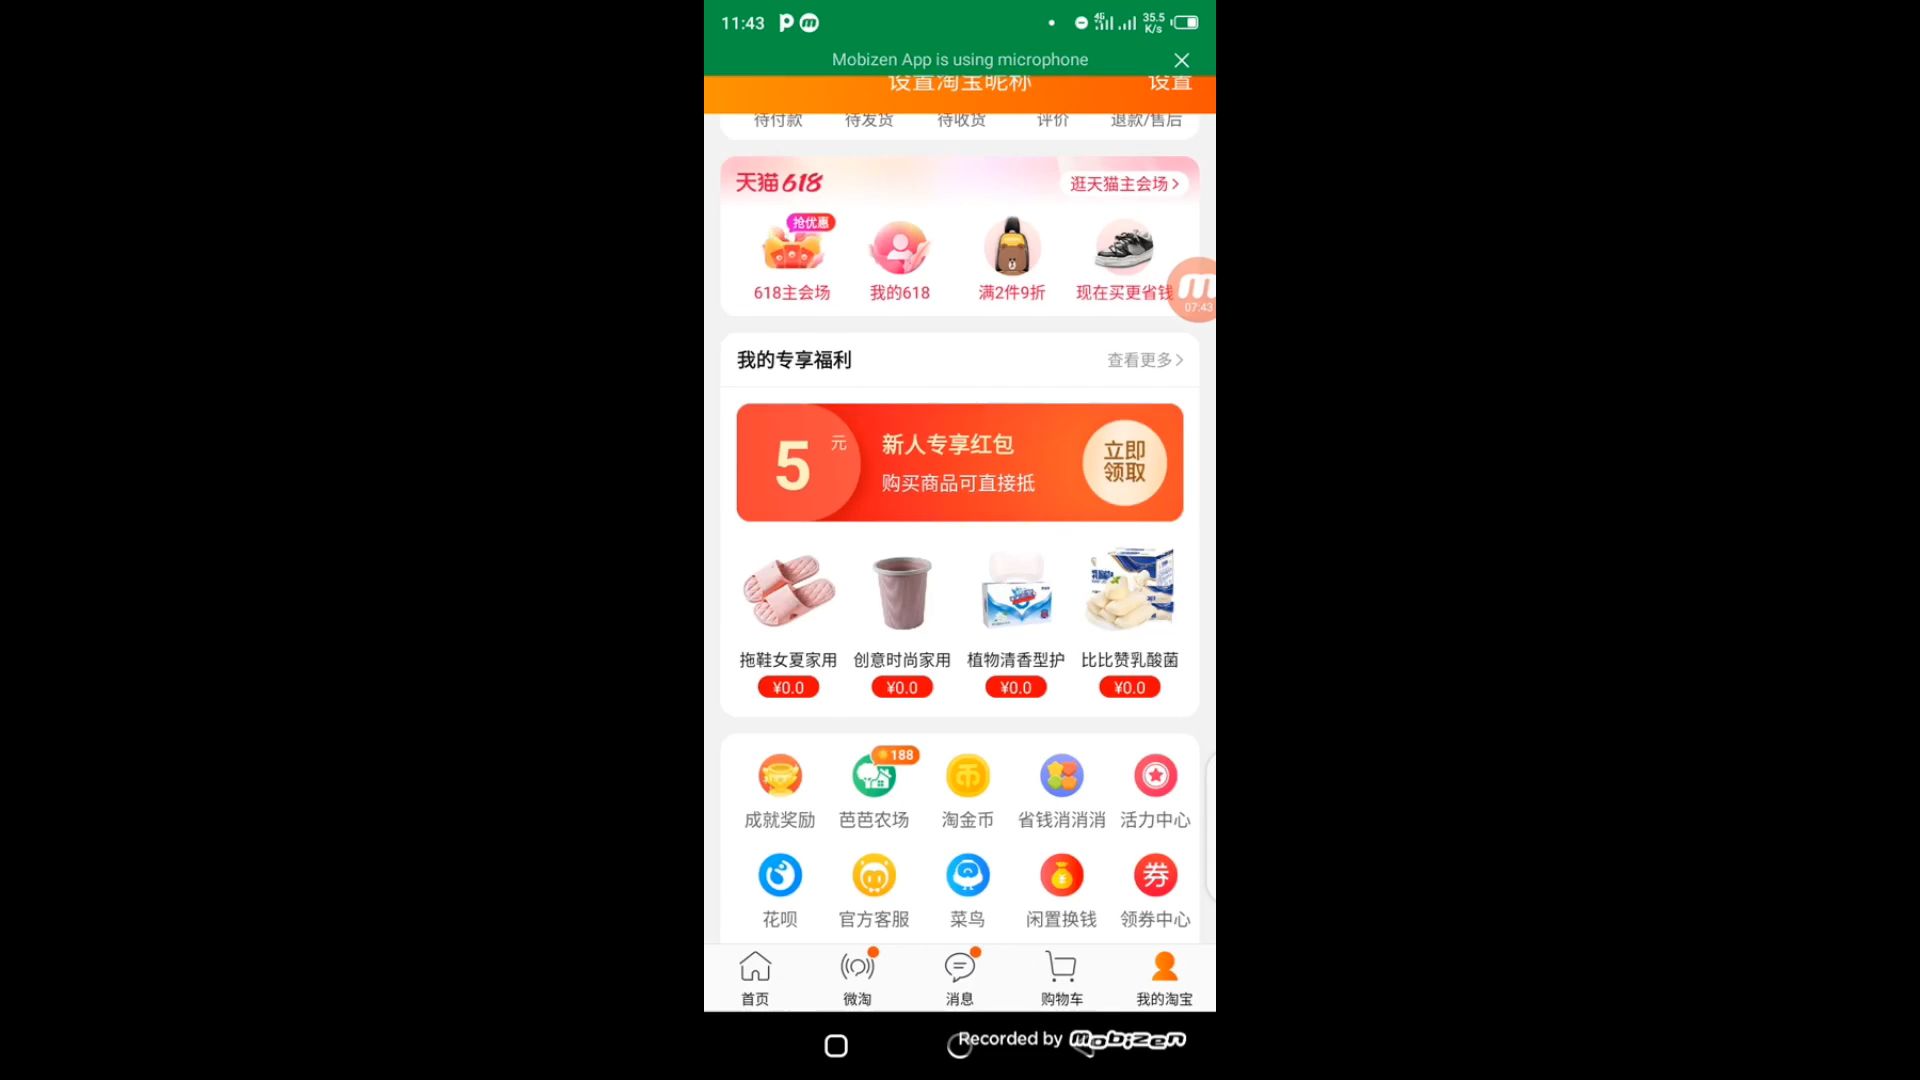 11:43
4G
35.5
K/s
Mobizen App is using microphone
设置淘宝昵称
设置
待付款 待发货 待收货 评价 退款/售后
天猫618
逛天猫主会场
抢优惠
618主会场 我的618 满2件9折 现在买更省钱
07:43
我的专享福利
查看更多
5元
新人专享红包
购买商品可直接抵
立即
领取
拖鞋女夏家用 创意时尚家用 植物清香型护 比比赞乳酸菌
¥0.0 ¥0.0 ¥0.0 ¥0.0
188
成就奖励 芭芭农场 淘金币 省钱消消消 活力中心
券
花呗 官方客服 菜鸟 闲置换钱 领券中心
首页 微淘 消息 购物车 我的淘宝
Recorded by mobizen